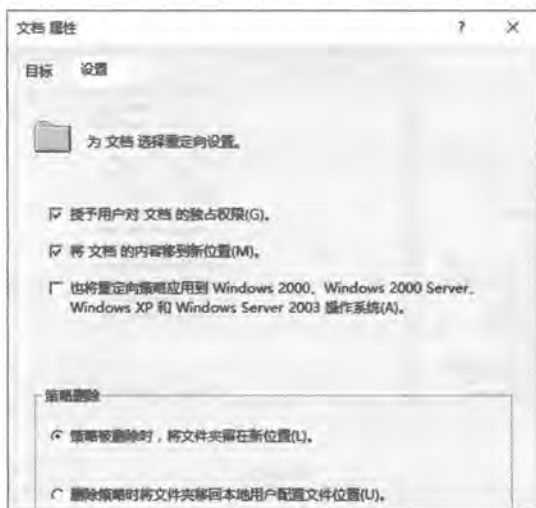 文档 属性
? ×
目标 设置
为 文档 选择重定向设置。
授予用户对 文档 的独占权限(G)。
将 文档 的内容移到新位置(M)。
也将重定向策略应用到 Windows 2000、Windows 2000 Server、
Windows XP 和 Windows Server 2003 操作系统(A)。
策略删除
策略被删除时，将文件夹留在新位置(L)。
删除策略时将文件夹移回本地用户配置文件位置(U)。